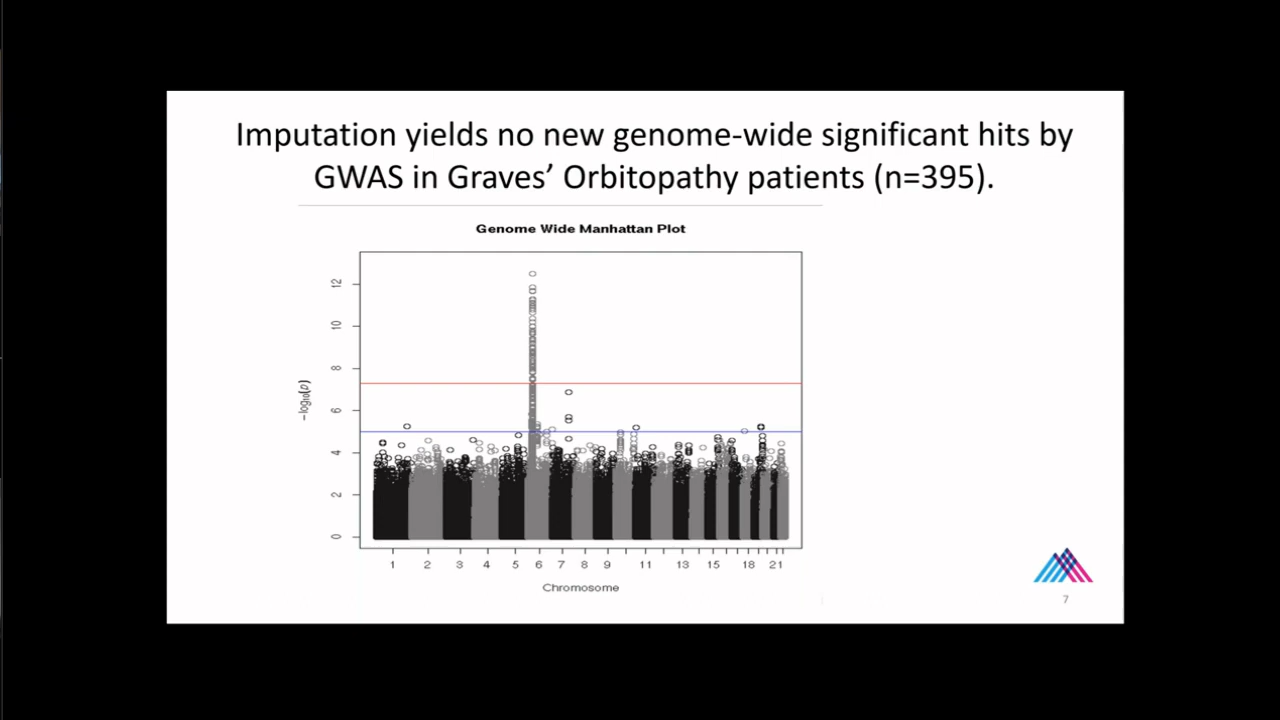 Imputation yields no new genome-wide significant hits by
GWAS in Graves’ Orbitopathy patients (n=395).
Genome Wide Manhattan Plot
12
10
8
6
4
2
0
−log₁₀(p)
1 2 3 4 5 6 7 8 9 11 13 15 18 21
Chromosome
7